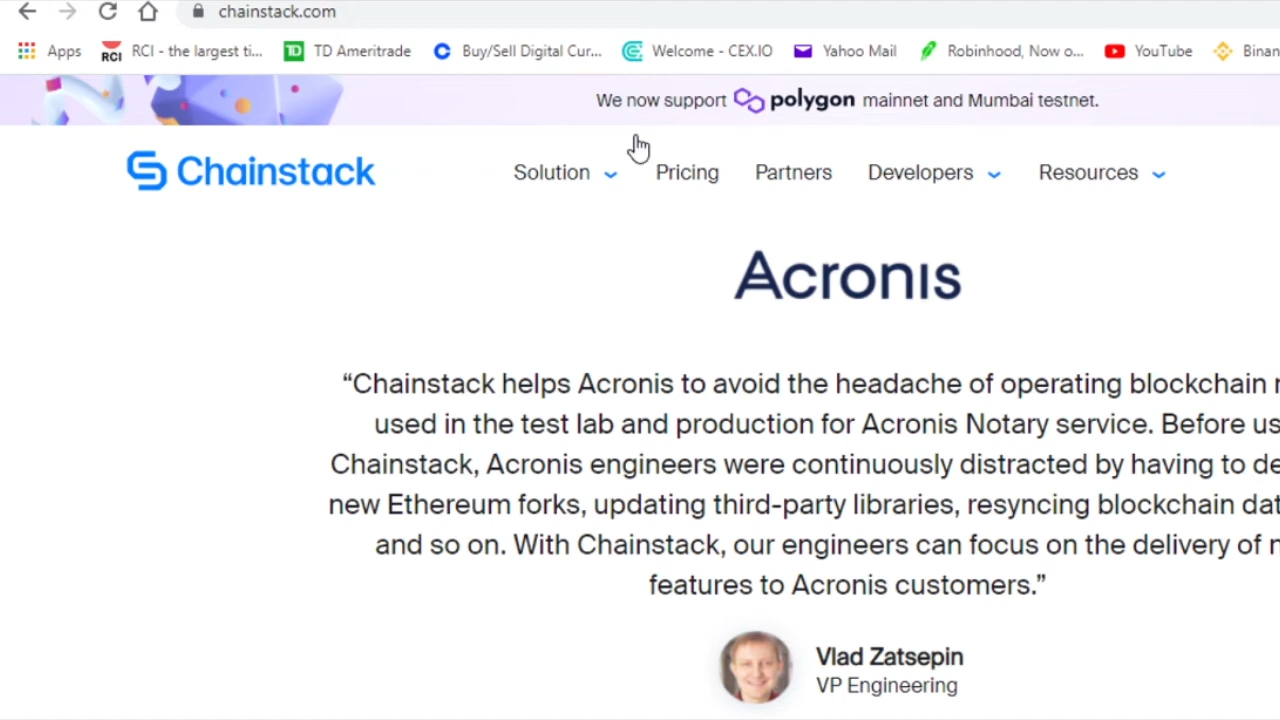 chainstack.com
Apps RCI - the largest ti... TD Ameritrade Buy/Sell Digital Cur... Welcome - CEX.IO Yahoo Mail Robinhood, Now o... YouTube Binan
We now support polygon mainnet and Mumbai testnet.
Chainstack Solution Pricing Partners Developers Resources
Acronis
“Chainstack helps Acronis to avoid the headache of operating blockchain
used in the test lab and production for Acronis Notary service. Before us
Chainstack, Acronis engineers were continuously distracted by having to de
new Ethereum forks, updating third-party libraries, resyncing blockchain dat
and so on. With Chainstack, our engineers can focus on the delivery of
features to Acronis customers.”
Vlad Zatsepin
VP Engineering